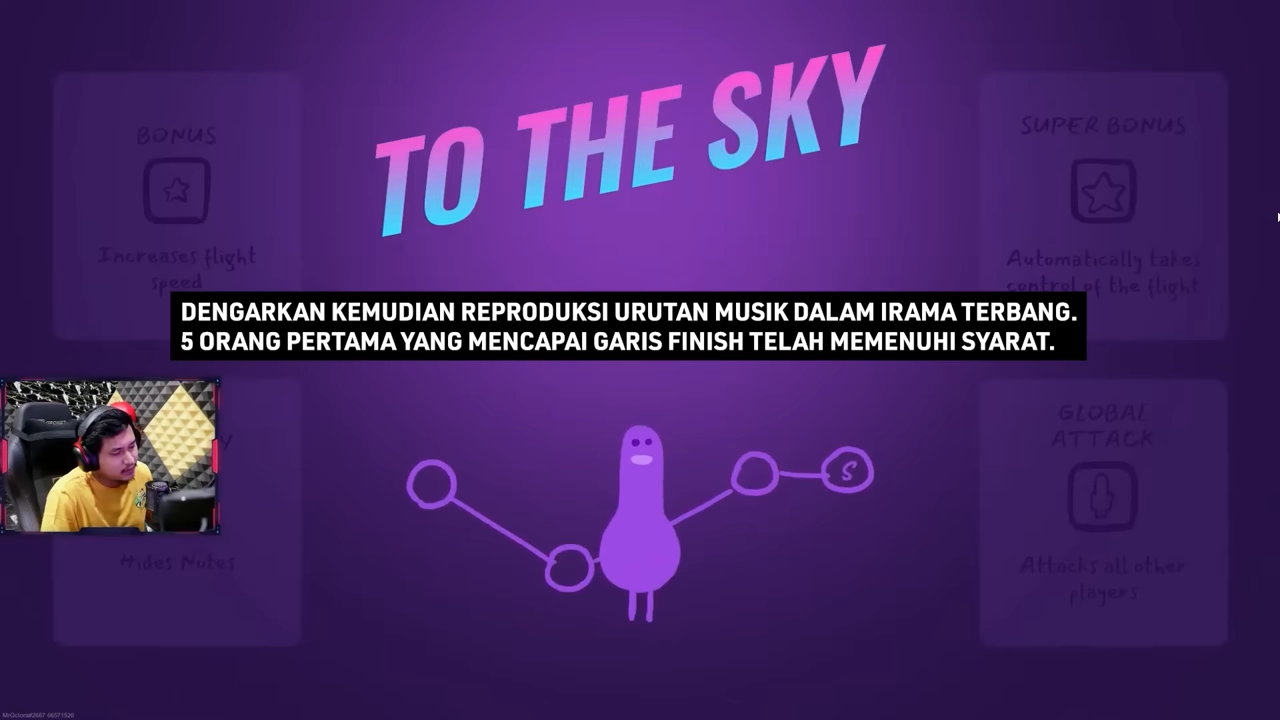 TO THE SKY
BONUS
Increases flight
speed
SUPER BONUS
Automatically takes
control of the flight
DENGARKAN KEMUDIAN REPRODUKSI URUTAN MUSIK DALAM IRAMA TERBANG.
5 ORANG PERTAMA YANG MENCAPAI GARIS FINISH TELAH MEMENUHI SYARAT.
S
Hides Notes
GLOBAL
ATTACK
Attacks all other
players